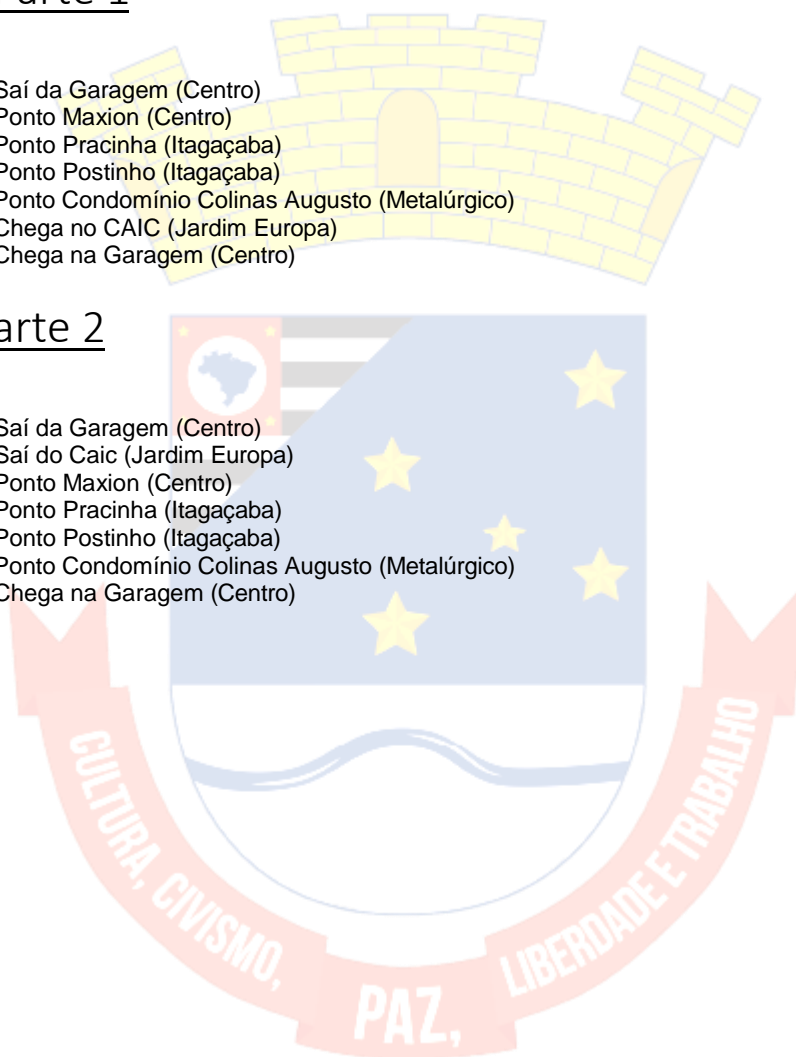 arte 1
Saí da Garagem (Centro)
Ponto Maxion (Centro)
Ponto Pracinha (Itagaçaba)
Ponto Postinho (Itagaçaba)
Ponto Condomínio Colinas Augusto (Metalúrgico)
Chega no CAIC (Jardim Europa)
Chega na Garagem (Centro)
arte 2
Saí da Garagem (Centro)
Saí do Caic (Jardim Europa)
Ponto Maxion (Centro)
Ponto Pracinha (Itagaçaba)
Ponto Postinho (Itagaçaba)
Ponto Condomínio Colinas Augusto (Metalúrgico)
Chega na Garagem (Centro)
CULTURA, CIVISMO, PAZ, LIBERDADE E TRABALHO